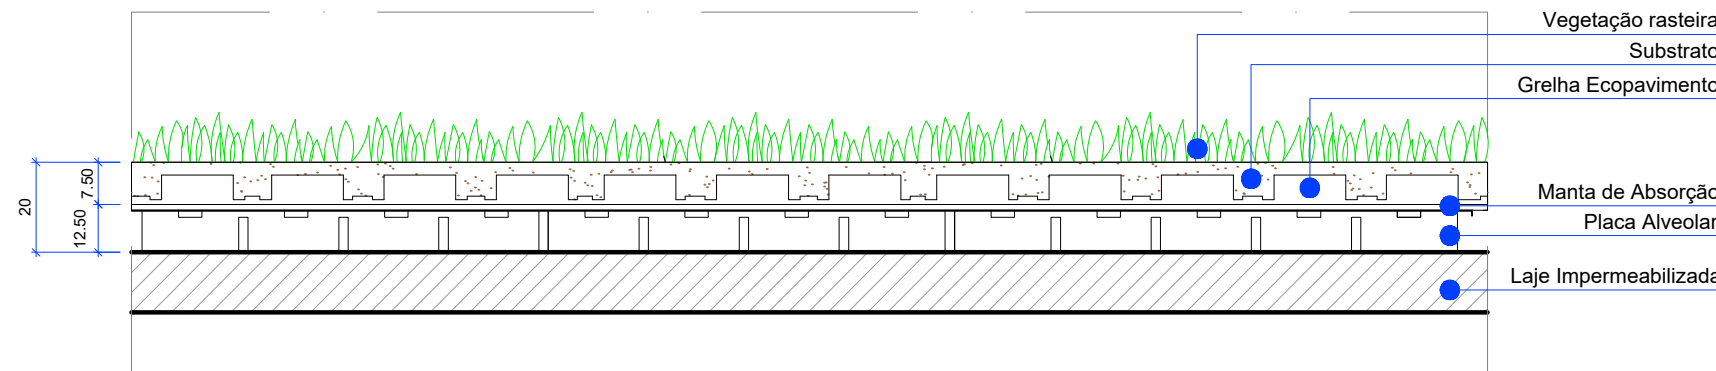 Vegetação rasteira
Substrato
Grelha Ecopavimento
Manta de Absorção
Placa Alveolar
Laje Impermeabilizada
20
7.50
12.50